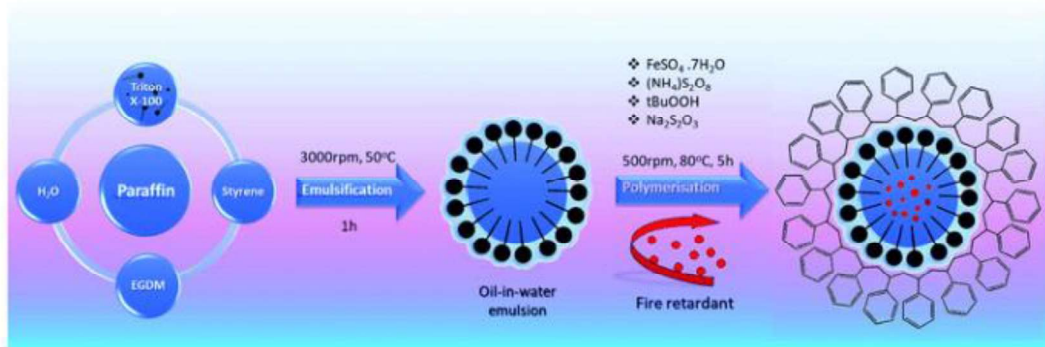 Triton
X-100
H₂O
Paraffin
Styrene
EGDM
3000rpm, 50°C
Emulsification
1h
Oil-in-water
emulsion
❖ FeSO₄ .7H₂O
❖ (NH₄)S₂O₈
❖ tBuOOH
❖ Na₂S₂O₃
500rpm, 80°C, 5h
Polymerisation
Fire retardant